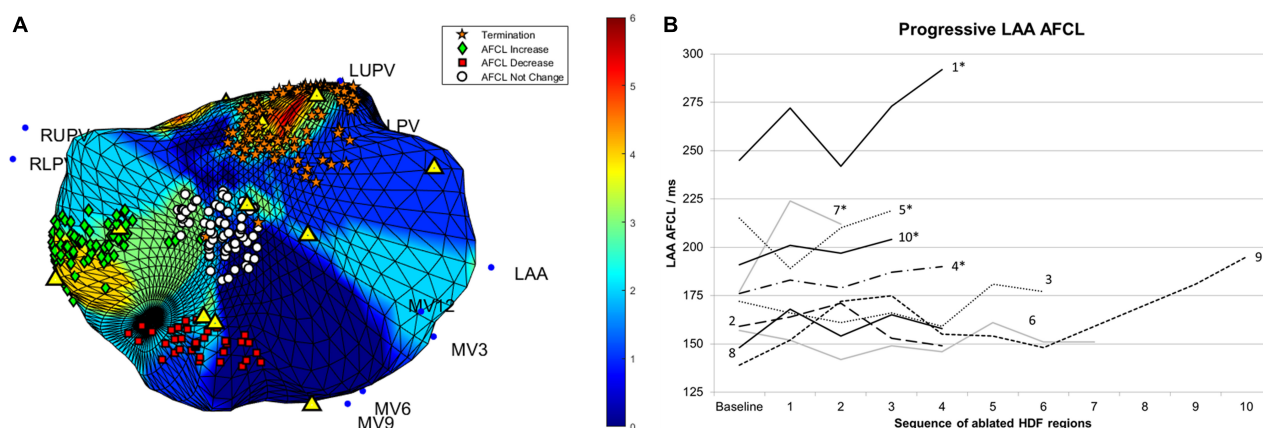 A
Termination
AFCL Increase
AFCL Decrease
AFCL Not Change
LUPV
LPV
RUPV
RLPV
LAA
MV12
MV3
MV6
MV9
6
5
4
3
2
1
0
B
Progressive LAA AFCL
LAA AFCL / ms
300
275
250
225
200
175
150
125
1*
7*
5*
10*
4*
3
9
2
6
8
Baseline 1 2 3 4 5 6 7 8 9 10
Sequence of ablated HDF regions